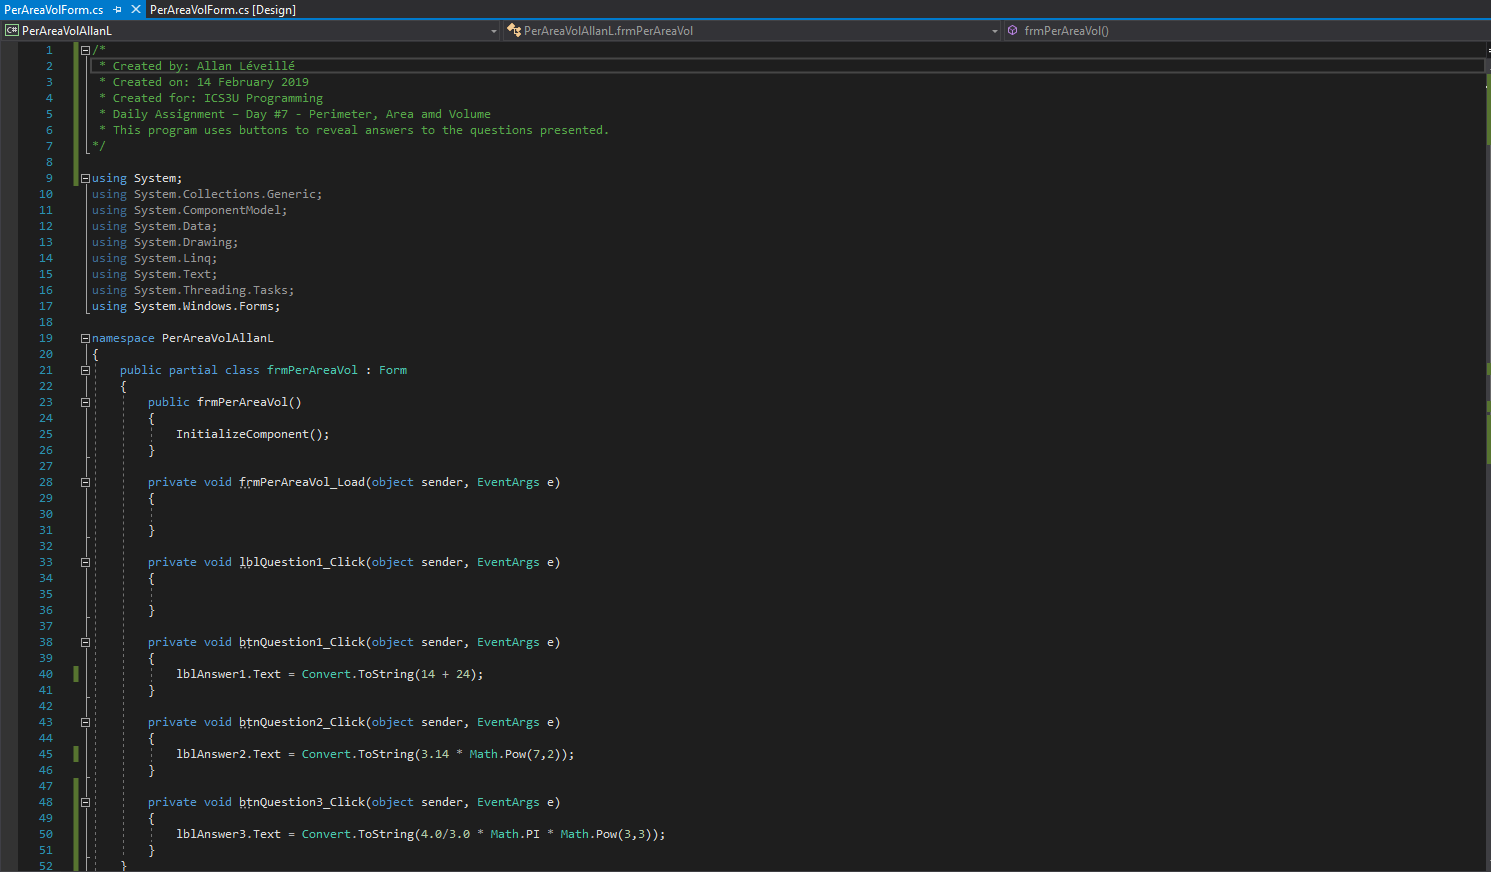 PerAreaVolForm.cs PerAreaVolForm.cs [Design]
C# PerAreaVolAllanL PerAreaVolAllanL.frmPerAreaVol frmPerAreaVol()
1 /*
2 * Created by: Allan Léveillé
3 * Created on: 14 February 2019
4 * Created for: ICS3U Programming
5 * Daily Assignment – Day #7 - Perimeter, Area amd Volume
6 * This program uses buttons to reveal answers to the questions presented.
7 */
8
9 using System;
10 using System.Collections.Generic;
11 using System.ComponentModel;
12 using System.Data;
13 using System.Drawing;
14 using System.Linq;
15 using System.Text;
16 using System.Threading.Tasks;
17 using System.Windows.Forms;
18
19 namespace PerAreaVolAllanL
20 {
21 public partial class frmPerAreaVol : Form
22 {
23 public frmPerAreaVol()
24 {
25 InitializeComponent();
26 }
27
28 private void frmPerAreaVol_Load(object sender, EventArgs e)
29 {
30
31 }
32
33 private void lblQuestion1_Click(object sender, EventArgs e)
34 {
35
36 }
37
38 private void btnQuestion1_Click(object sender, EventArgs e)
39 {
40 lblAnswer1.Text = Convert.ToString(14 + 24);
41 }
42
43 private void btnQuestion2_Click(object sender, EventArgs e)
44 {
45 lblAnswer2.Text = Convert.ToString(3.14 * Math.Pow(7,2));
46 }
47
48 private void btnQuestion3_Click(object sender, EventArgs e)
49 {
50 lblAnswer3.Text = Convert.ToString(4.0/3.0 * Math.PI * Math.Pow(3,3));
51 }
52 }